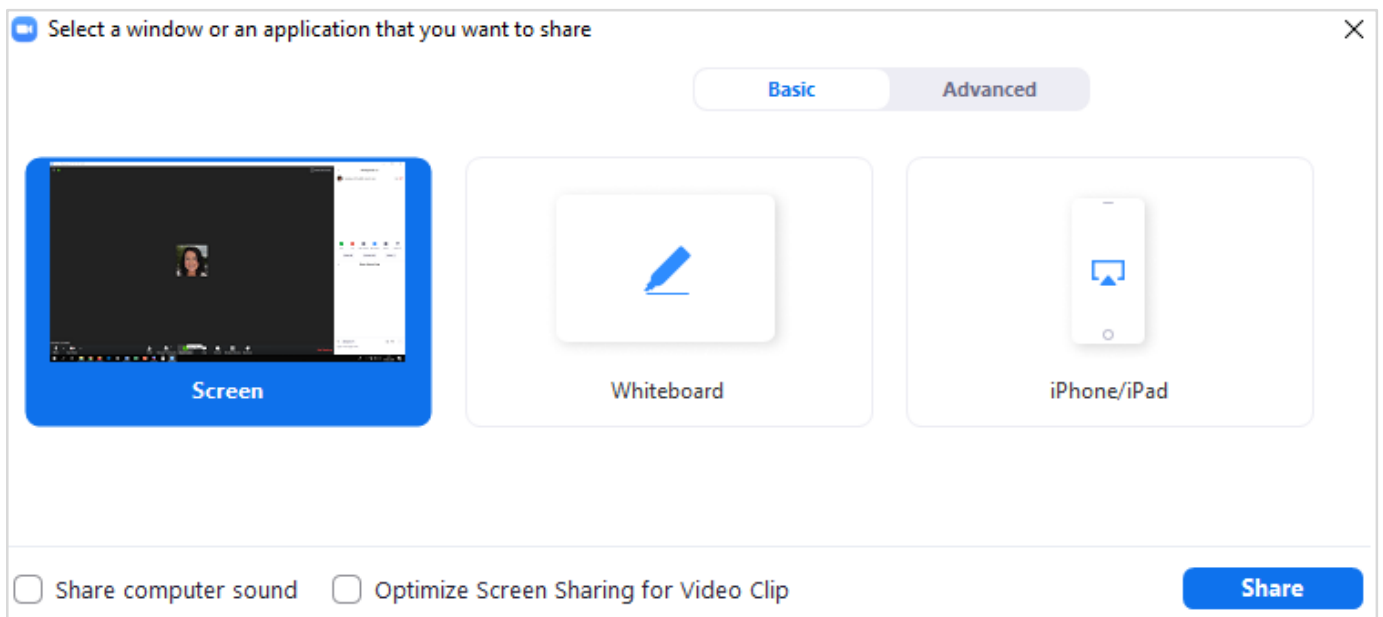 Select a window or an application that you want to share
Basic Advanced
Screen Whiteboard iPhone/iPad
Share computer sound Optimize Screen Sharing for Video Clip Share